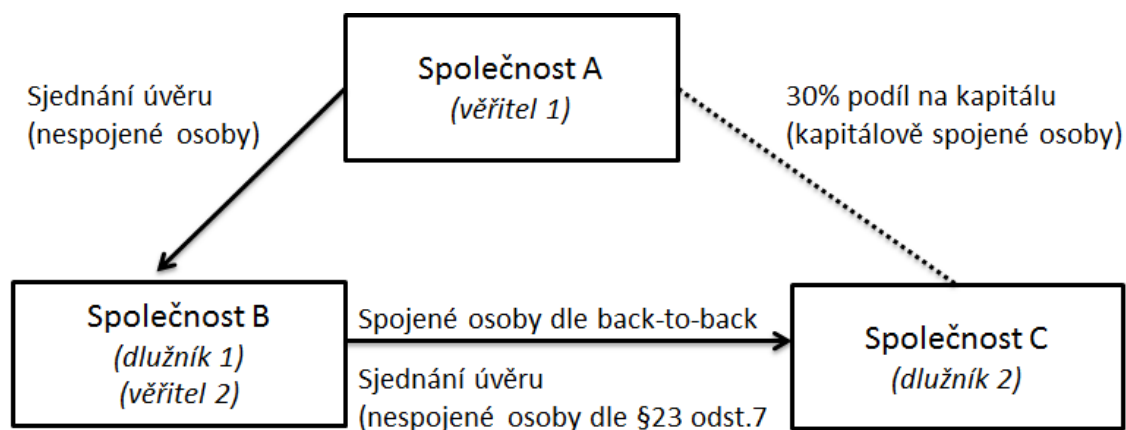 Společnost A
(věřitel 1)
Sjednání úvěru
(nespojené osoby)
30% podíl na kapitálu
(kapitálově spojené osoby)
Společnost B
(dlužník 1)
(věřitel 2)
Spojené osoby dle back-to-back
Sjednání úvěru
(nespojené osoby dle §23 odst.7
Společnost C
(dlužník 2)